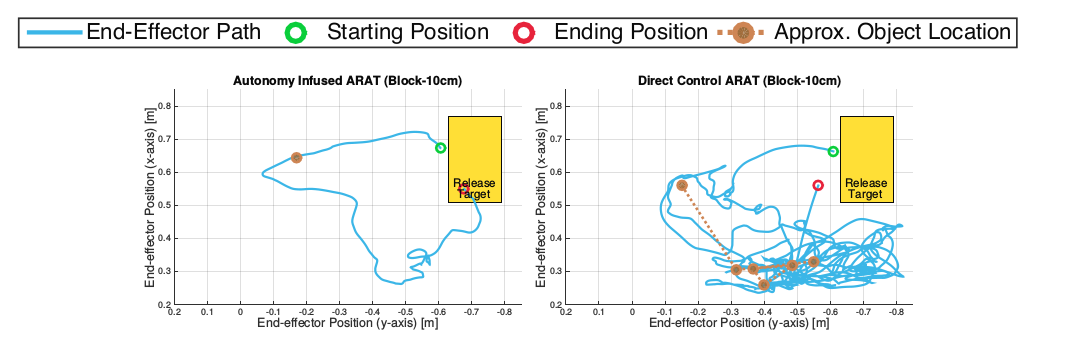 End-Effector Path Starting Position Ending Position Approx. Object Location
Autonomy Infused ARAT (Block-10cm)
End-effector Position (x-axis) [m]
0.8
0.7
0.6
0.5
0.4
0.3
0.2
Release
Target
0.2 0.1 0 -0.1 -0.2 -0.3 -0.4 -0.5 -0.6 -0.7 -0.8
End-effector Position (y-axis) [m]
Direct Control ARAT (Block-10cm)
End-effector Position (x-axis) [m]
0.8
0.7
0.6
0.5
0.4
0.3
0.2
Release
Target
0.2 0.1 0 -0.1 -0.2 -0.3 -0.4 -0.5 -0.6 -0.7 -0.8
End-effector Position (y-axis) [m]